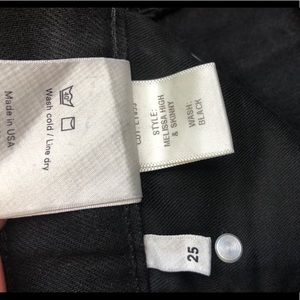 Wash cold / Line dry
Made in USA
STYLE:
MELISSA HIGH
& SKINNY
WASH:
BLACK
25